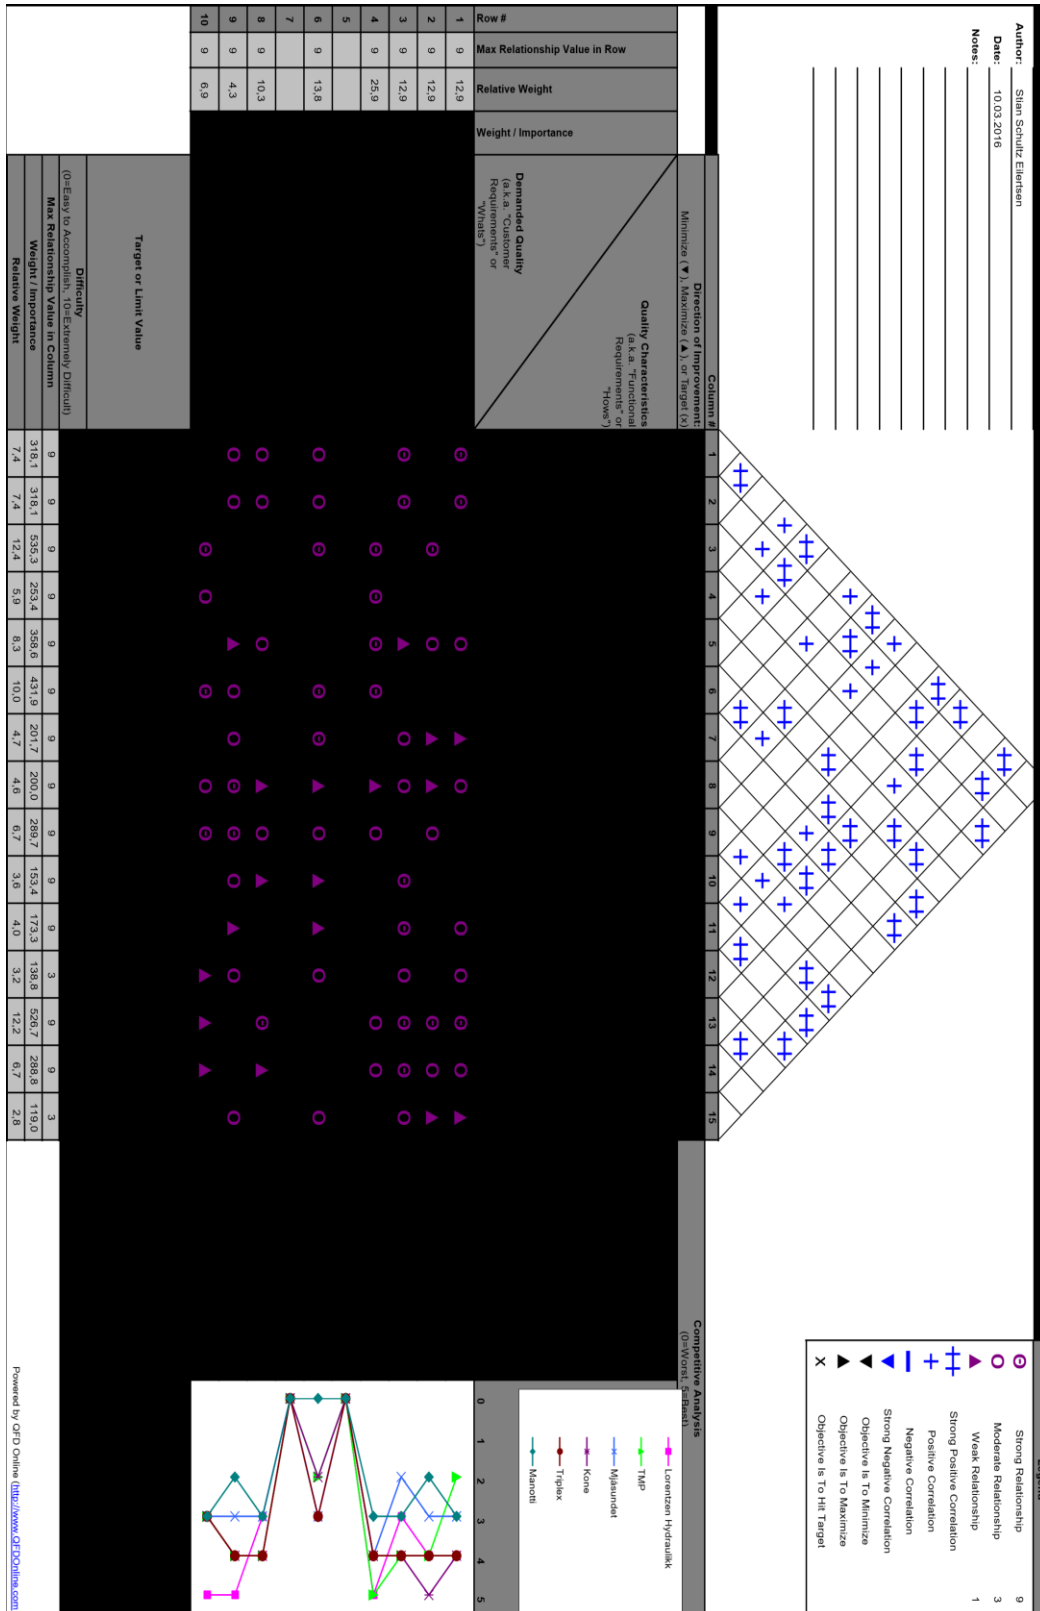 Author: Stian Schultz Eilertsen
Date: 10.03.2016
Notes:
Strong Relationship 9
Moderate Relationship 3
Weak Relationship 1
Strong Positive Correlation
Positive Correlation
Negative Correlation
Strong Negative Correlation
Objective Is To Minimize
Objective Is To Maximize
Objective Is To Hit Target
Column # 1 2 3 4 5 6 7 8 9 10 11 12 13 14 15
Direction of Improvement:
Minimize (▼), Maximize (▲), or Target (x)
Competitive Analysis
(0=Worst, 5=Best)
Quality Characteristics
(a.k.a. "Functional
Requirements" or
"Hows")
Demanded Quality
(a.k.a. "Customer
Requirements" or
"Whats")
Row #
Max Relationship Value in Row
Relative Weight
Weight / Importance
Lorentzen Hydraulikk
TMP
Mjåsundet
Kone
Triplex
Manotti
0 1 2 3 4 5
1 9 12,9
2 9 12,9
3 9 12,9
4 9 25,9
5
6 9 13,8
7
8 9 10,3
9 9 4,3
10 9 6,9
Target or Limit Value
Difficulty
(0=Easy to Accomplish, 10=Extremely Difficult)
Max Relationship Value in Column 9 9 9 9 9 9 9 9 9 9 9 3 9 9 3
Weight / Importance 318,1 318,1 535,3 253,4 358,6 431,9 201,7 200,0 289,7 153,4 173,3 138,8 526,7 288,8 119,0
Relative Weight 7,4 7,4 12,4 5,9 8,3 10,0 4,7 4,6 6,7 3,6 4,0 3,2 12,2 6,7 2,8
Powered by QFD Online (http://www.QFDOnline.com